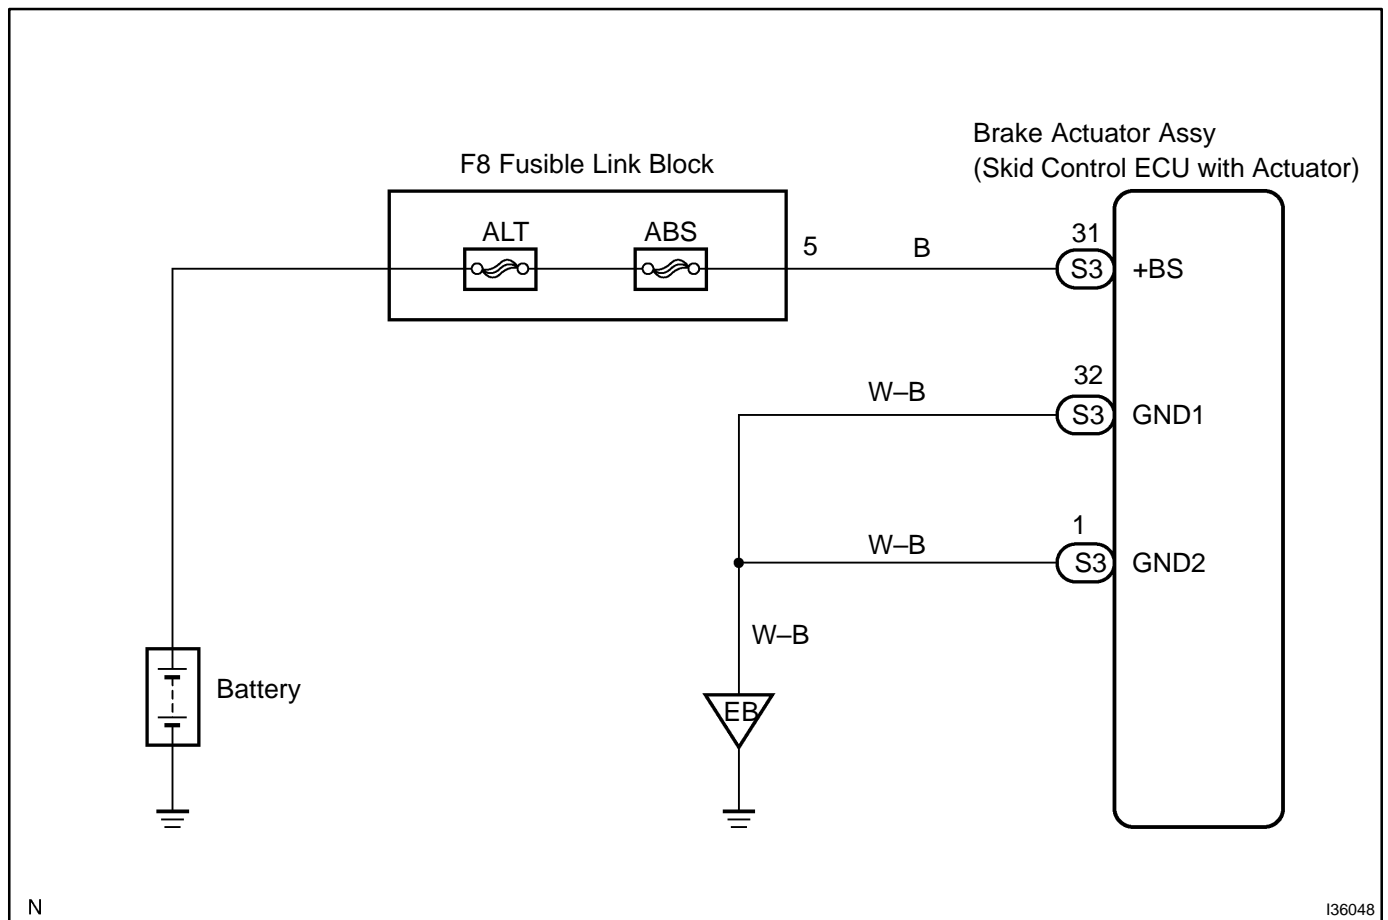 Brake Actuator Assy
(Skid Control ECU with Actuator)
F8 Fusible Link Block
ALT
ABS
5
B
31
S3
+BS
32
W–B
S3
GND1
1
W–B
S3
GND2
W–B
Battery
EB
N
I36048